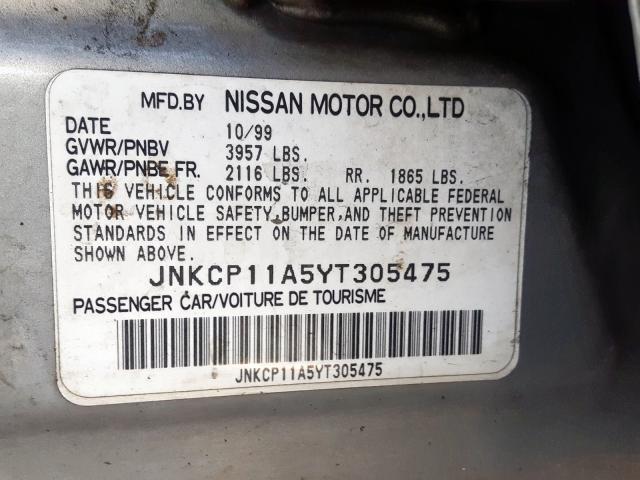 MFD.BY NISSAN MOTOR CO.,LTD
DATE 10/99
GVWR/PNBV 3957 LBS.
GAWR/PNBE FR. 2116 LBS. RR. 1865 LBS.
THIS VEHICLE CONFORMS TO ALL APPLICABLE FEDERAL
MOTOR VEHICLE SAFETY,BUMPER,AND THEFT PREVENTION
STANDARDS IN EFFECT ON THE DATE OF MANUFACTURE
SHOWN ABOVE.
JNKCP11A5YT305475
PASSENGER CAR/VOITURE DE TOURISME
JNKCP11A5YT305475